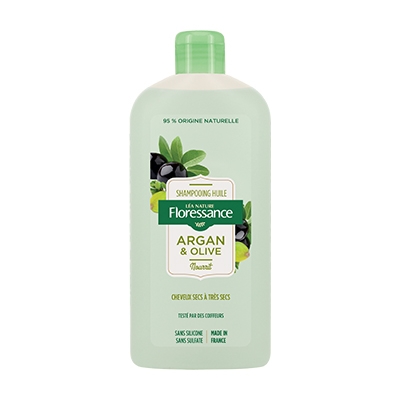 95 % ORIGINE NATURELLE
SHAMPOOING HUILE
LÉA NATURE
Floressance
ARGAN
& OLIVE
Nourrit
CHEVEUX SECS À TRÈS SECS
TESTÉ PAR DES COIFFEURS
SANS SILICONE
SANS SULFATE
MADE IN
FRANCE